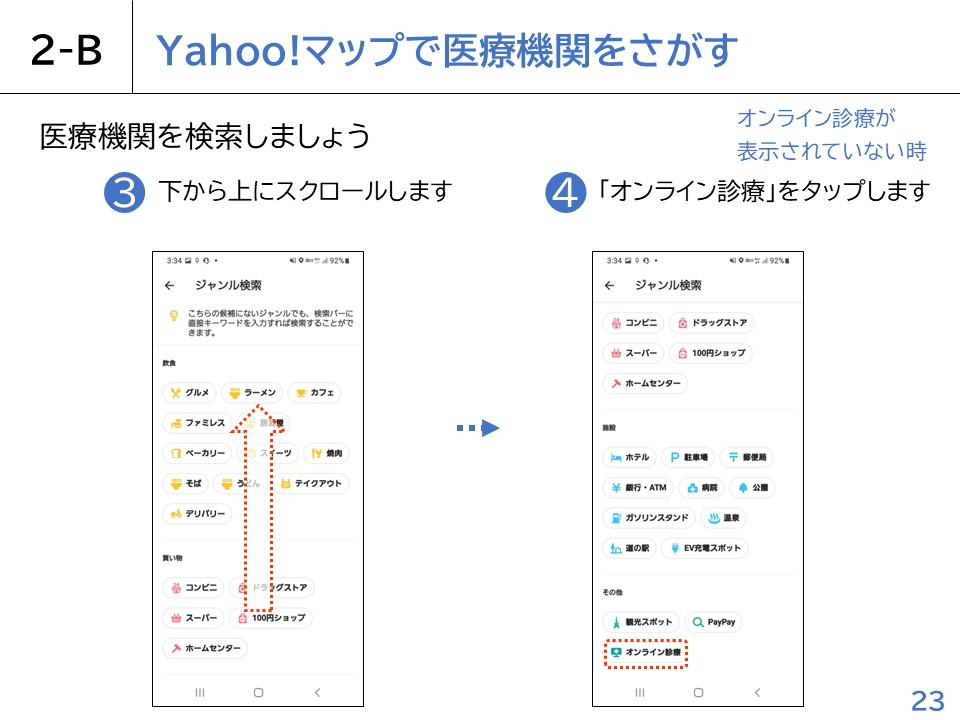 2-B
Yahoo!マップで医療機関をさがす
医療機関を検索しましょう
オンライン診療が
表示されていない時
3 下から上にスクロールします
4 「オンライン診療」をタップします
3:34 92%
ジャンル検索
こちらの候補にないジャンルでも、検索バーに
直接キーワードを入力すれば検索することがで
きます。
飲食
グルメ ラーメン カフェ
ファミレス 居酒屋
ベーカリー スイーツ 焼肉
そば うどん テイクアウト
デリバリー
買い物
コンビニ ドラッグストア
スーパー 100円ショップ
ホームセンター
3:34 92%
ジャンル検索
コンビニ ドラッグストア
スーパー 100円ショップ
ホームセンター
施設
ホテル 駐車場 郵便局
銀行・ATM 病院 公園
ガソリンスタンド 温泉
道の駅 EV充電スポット
その他
観光スポット PayPay
オンライン診療
23